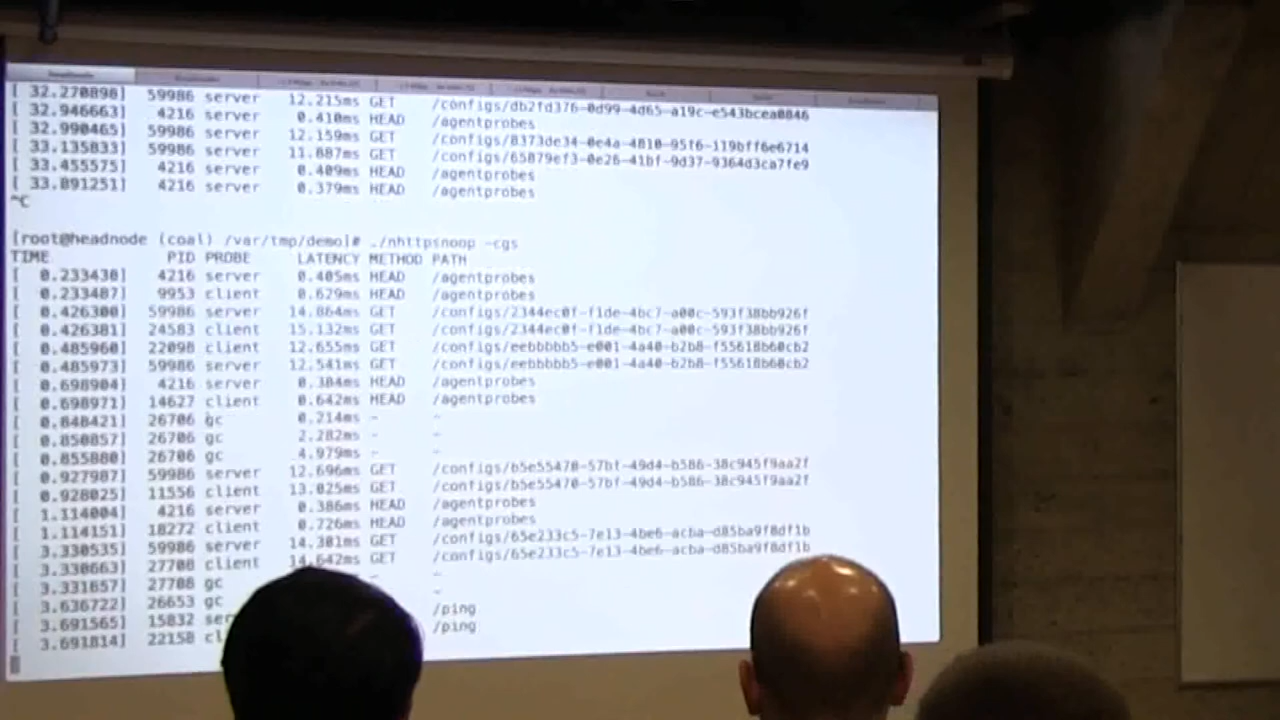 [ 32.270898] 59986 server 12.215ms GET /configs/db2fd376-0d99-4d65-a19c-e543bcea0846
[ 32.946663] 4216 server 0.410ms HEAD /agentprobes
[ 32.990465] 59986 server 12.159ms GET /configs/8373de34-0e4a-4810-95f6-119bff6e6714
[ 33.135833] 59986 server 11.887ms GET /configs/65879ef3-0e26-41bf-9d37-9364d3ca7fe9
[ 33.455575] 4216 server 0.409ms HEAD /agentprobes
[ 33.891251] 4216 server 0.379ms HEAD /agentprobes
^C
[root@headnode (coal) /var/tmp/demo]# ./nhttpsnoop -cgs
TIME PID PROBE LATENCY METHOD PATH
[ 0.233430] 4216 server 0.405ms HEAD /agentprobes
[ 0.233487] 9953 client 0.629ms HEAD /agentprobes
[ 0.426300] 59986 server 14.864ms GET /configs/2344ec0f-f1de-4bc7-a00c-593f38bb926f
[ 0.426381] 24583 client 15.132ms GET /configs/2344ec0f-f1de-4bc7-a00c-593f38bb926f
[ 0.485960] 22098 client 12.655ms GET /configs/eebbbbb5-e001-4a40-b2b8-f55618b60cb2
[ 0.485973] 59986 server 12.541ms GET /configs/eebbbbb5-e001-4a40-b2b8-f55618b60cb2
[ 0.698904] 4216 server 0.384ms HEAD /agentprobes
[ 0.698971] 14627 client 0.642ms HEAD /agentprobes
[ 0.848421] 26706 gc 0.214ms - -
[ 0.850857] 26706 gc 2.282ms - -
[ 0.855880] 26706 gc 4.979ms - -
[ 0.927987] 59986 server 12.696ms GET /configs/b5e55470-57bf-49d4-b586-38c945f9aa2f
[ 0.928025] 11556 client 13.025ms GET /configs/b5e55470-57bf-49d4-b586-38c945f9aa2f
[ 1.114004] 4216 server 0.386ms HEAD /agentprobes
[ 1.114151] 18272 client 0.726ms HEAD /agentprobes
[ 3.330535] 59986 server 14.301ms GET /configs/65e233c5-7e13-4be6-acba-d85ba9f8df1b
[ 3.330663] 27708 client 14.642ms GET /configs/65e233c5-7e13-4be6-acba-d85ba9f8df1b
[ 3.331657] 27708 gc - -
[ 3.636722] 26653 gc -
[ 3.691565] 15832 ser /ping
[ 3.691814] 22158 cl /ping